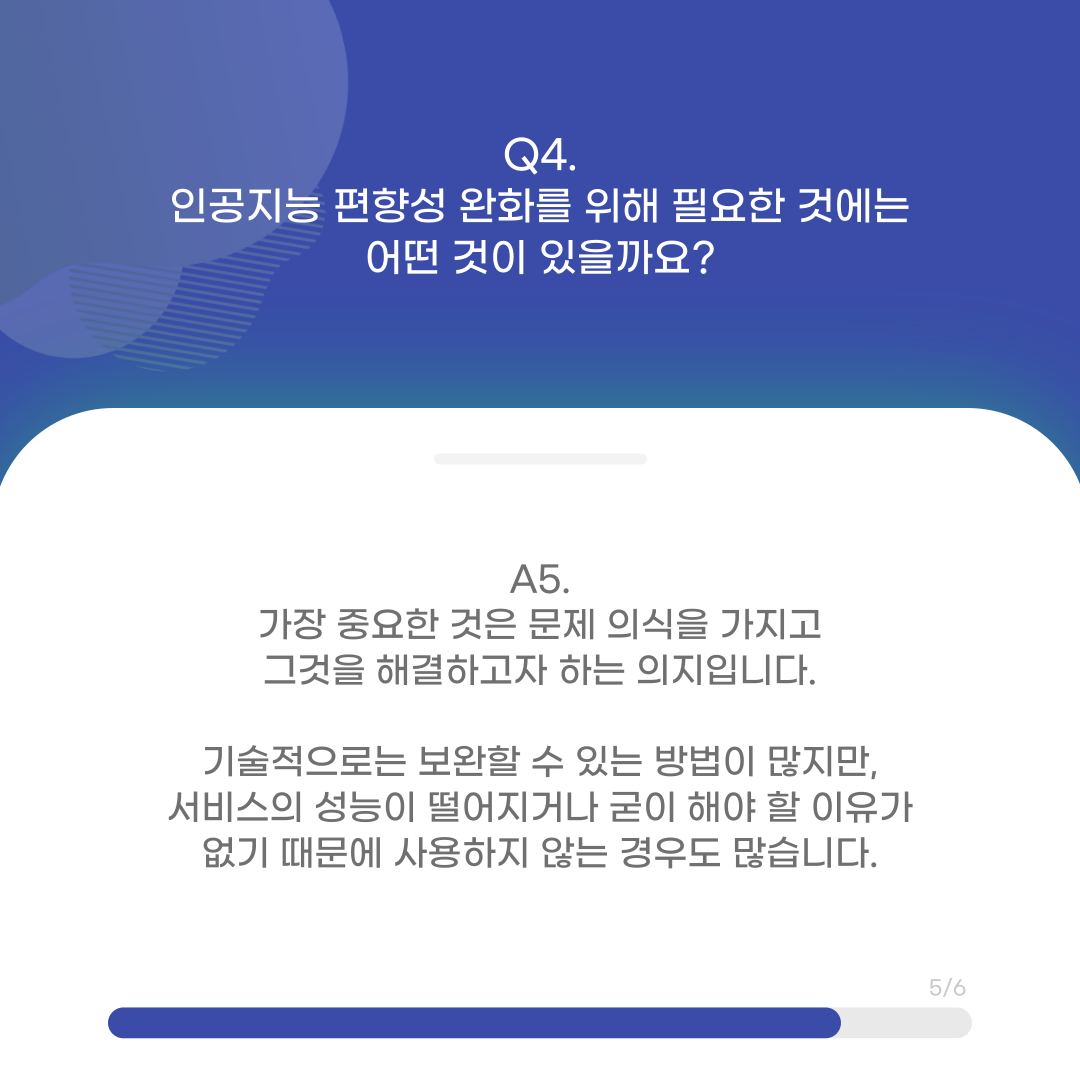 Q4.
인공지능 편향성 완화를 위해 필요한 것에는
어떤 것이 있을까요?
A5.
가장 중요한 것은 문제 의식을 가지고
그것을 해결하고자 하는 의지입니다.
기술적으로는 보완할 수 있는 방법이 많지만,
서비스의 성능이 떨어지거나 굳이 해야 할 이유가
없기 때문에 사용하지 않는 경우도 많습니다.
5/6